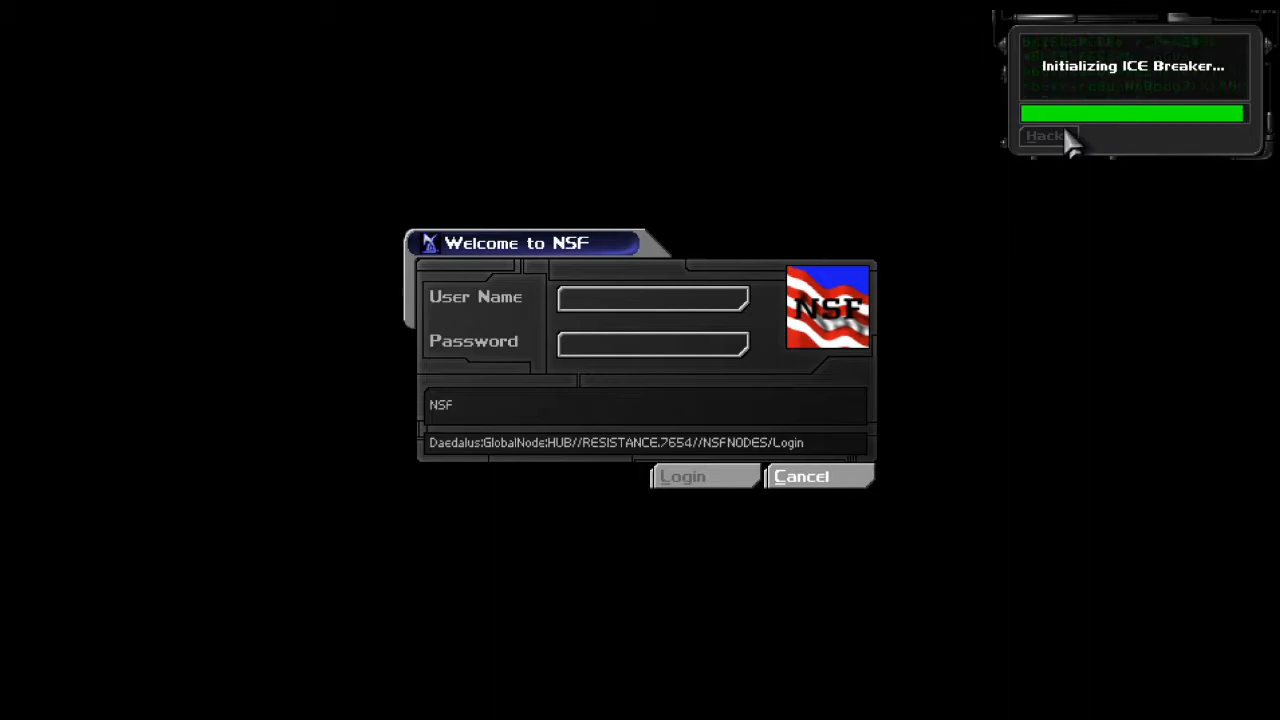 Initializing ICE Breaker...
Hack
Welcome to NSF
User Name
NSF
Password
NSF
Daedalus:GlobalNode:HUB//RESISTANCE.7654//NSFNODES/Login
Login
Cancel